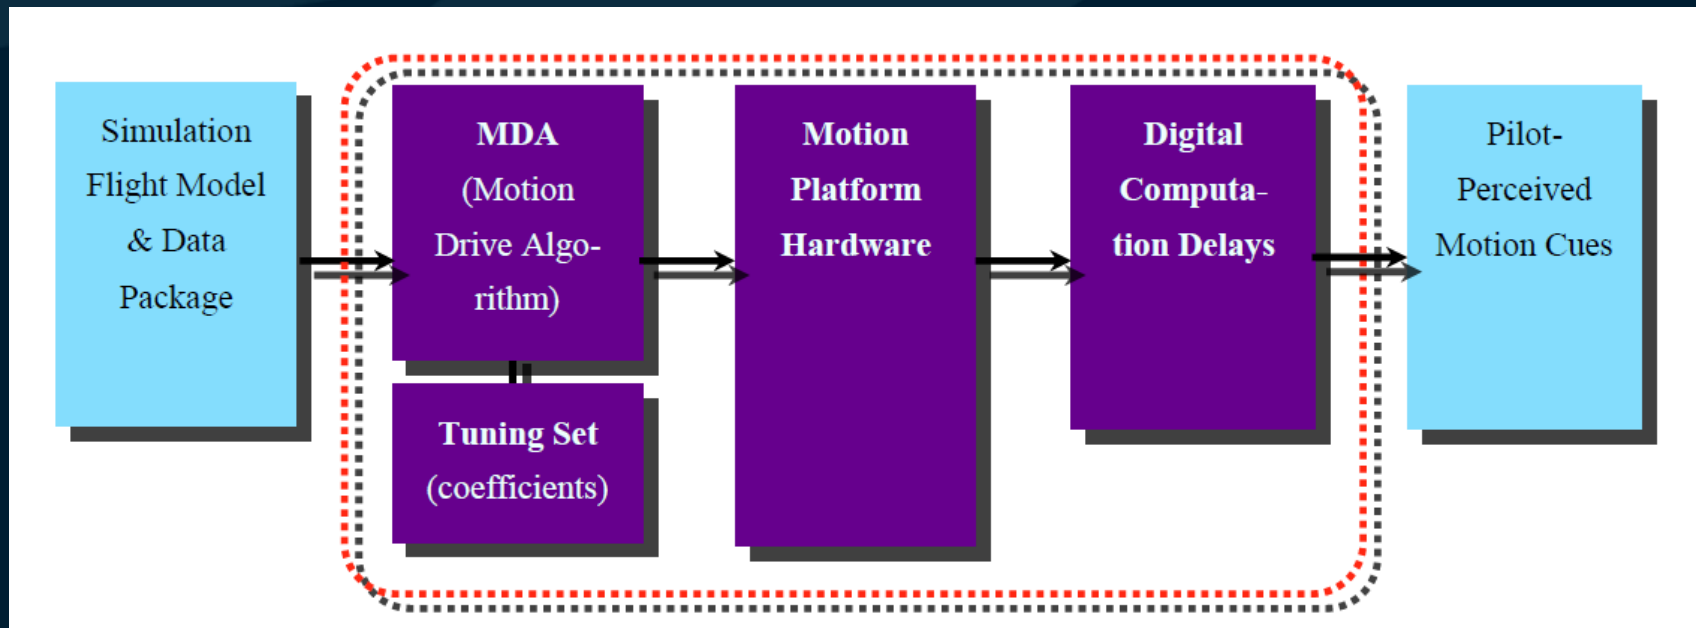 Simulation
Flight Model
& Data
Package
MDA
(Motion
Drive Algo-
rithm)
Tuning Set
(coefficients)
Motion
Platform
Hardware
Digital
Computa-
tion Delays
Pilot-
Perceived
Motion Cues